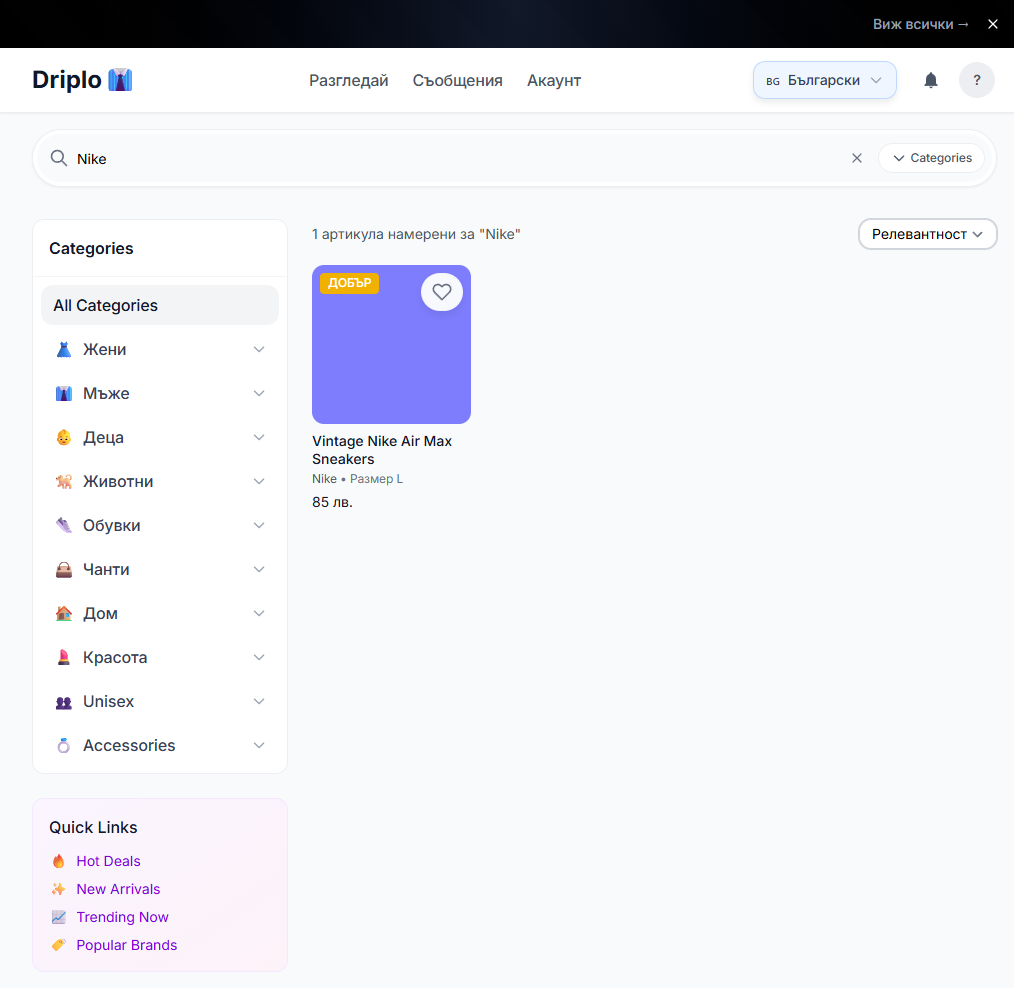 Виж всички →
Driplo
Разгледай
Съобщения
Акаунт
BG Български
?
Nike
Categories
Categories
All Categories
Жени
Мъже
Деца
Животни
Обувки
Чанти
Дом
Красота
Unisex
Accessories
Quick Links
Hot Deals
New Arrivals
Trending Now
Popular Brands
1 артикула намерени за "Nike"
Релевантност
ДОБЪР
Vintage Nike Air Max
Sneakers
Nike • Размер L
85 лв.